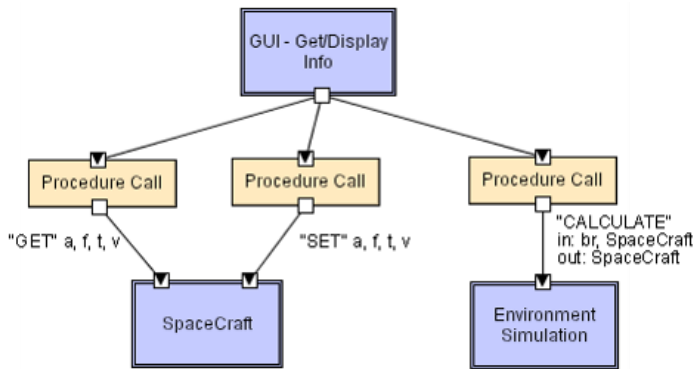 GUI - Get/Display
Info
Procedure Call
Procedure Call
Procedure Call
"GET" a, f, t, v
"SET" a, f, t, v
"CALCULATE"
in: br, SpaceCraft
out: SpaceCraft
SpaceCraft
Environment
Simulation